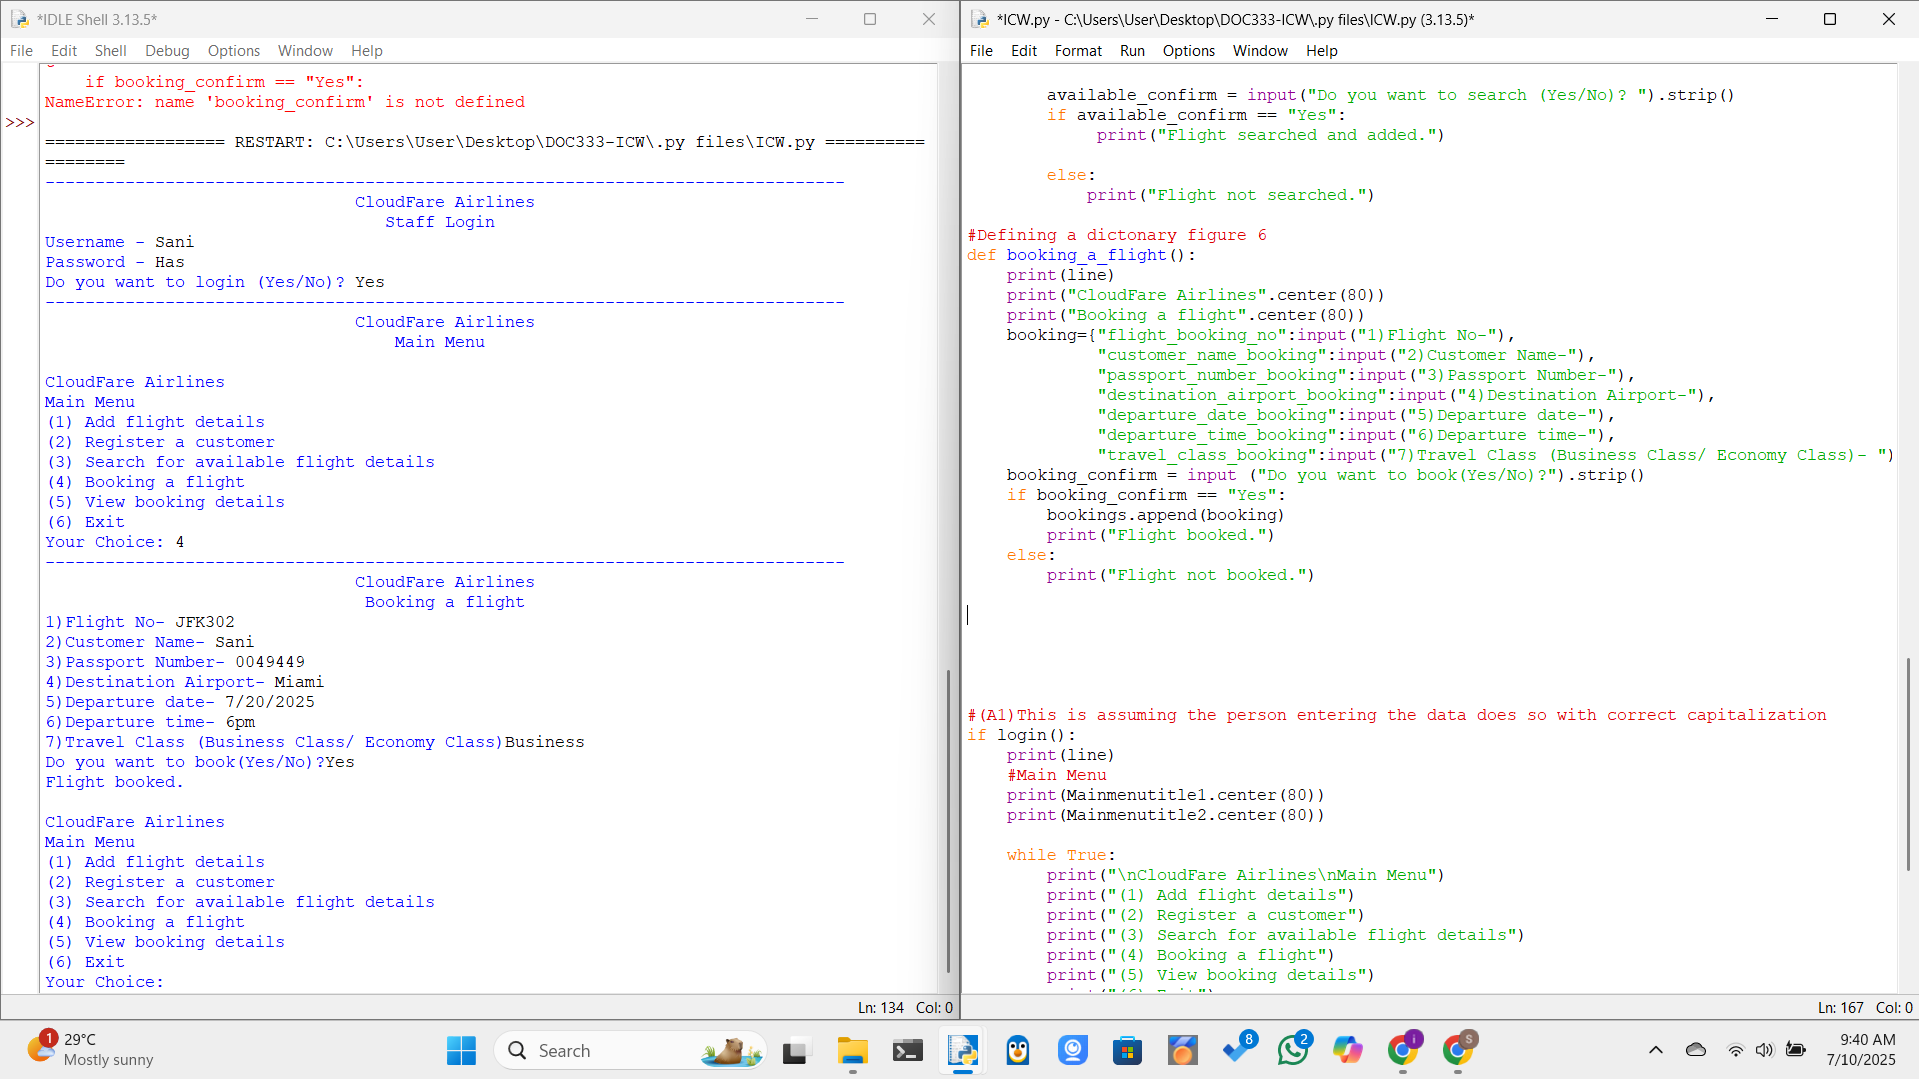 *IDLE Shell 3.13.5*
File Edit Shell Debug Options Window Help
if booking_confirm == "Yes":
NameError: name 'booking_confirm' is not defined
>>>
================== RESTART: C:\Users\User\Desktop\DOC333-ICW\.py files\ICW.py ==========
========
--------------------------------------------------------------------------------
CloudFare Airlines
Staff Login
Username - Sani
Password - Has
Do you want to login (Yes/No)? Yes
--------------------------------------------------------------------------------
CloudFare Airlines
Main Menu
CloudFare Airlines
Main Menu
(1) Add flight details
(2) Register a customer
(3) Search for available flight details
(4) Booking a flight
(5) View booking details
(6) Exit
Your Choice: 4
--------------------------------------------------------------------------------
CloudFare Airlines
Booking a flight
1)Flight No- JFK302
2)Customer Name- Sani
3)Passport Number- 0049449
4)Destination Airport- Miami
5)Departure date- 7/20/2025
6)Departure time- 6pm
7)Travel Class (Business Class/ Economy Class)Business
Do you want to book(Yes/No)?Yes
Flight booked.
CloudFare Airlines
Main Menu
(1) Add flight details
(2) Register a customer
(3) Search for available flight details
(4) Booking a flight
(5) View booking details
(6) Exit
Your Choice:
Ln: 134 Col: 0
*ICW.py - C:\Users\User\Desktop\DOC333-ICW\.py files\ICW.py (3.13.5)*
File Edit Format Run Options Window Help
available_confirm = input("Do you want to search (Yes/No)? ").strip()
if available_confirm == "Yes":
print("Flight searched and added.")
else:
print("Flight not searched.")
#Defining a dictonary figure 6
def booking_a_flight():
print(line)
print("CloudFare Airlines".center(80))
print("Booking a flight".center(80))
booking={"flight_booking_no":input("1)Flight No-"),
"customer_name_booking":input("2)Customer Name-"),
"passport_number_booking":input("3)Passport Number-"),
"destination_airport_booking":input("4)Destination Airport-"),
"departure_date_booking":input("5)Departure date-"),
"departure_time_booking":input("6)Departure time-"),
"travel_class_booking":input("7)Travel Class (Business Class/ Economy Class)- ")
booking_confirm = input ("Do you want to book(Yes/No)?").strip()
if booking_confirm == "Yes":
bookings.append(booking)
print("Flight booked.")
else:
print("Flight not booked.")
#(A1)This is assuming the person entering the data does so with correct capitalization
if login():
print(line)
#Main Menu
print(Mainmenutitle1.center(80))
print(Mainmenutitle2.center(80))
while True:
print("\nCloudFare Airlines\nMain Menu")
print("(1) Add flight details")
print("(2) Register a customer")
print("(3) Search for available flight details")
print("(4) Booking a flight")
print("(5) View booking details")
Ln: 167 Col: 0
1
29°C
Mostly sunny
Search
8
2
i
S
9:40 AM
7/10/2025